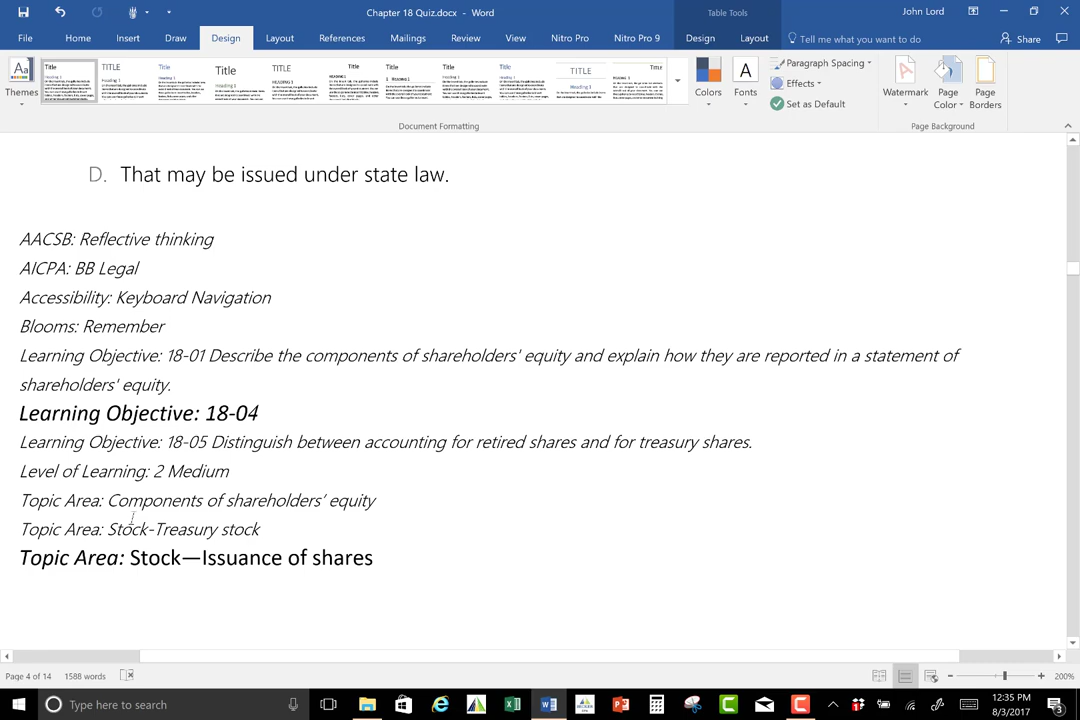 Chapter 18 Quiz.docx - Word
Table Tools
John Lord
File
Home
Insert
Draw
Design
Layout
References
Mailings
Review
View
Nitro Pro
Nitro Pro 9
Design
Layout
Tell me what you want to do
Share
Themes
Colors
Fonts
Paragraph Spacing
Effects
Set as Default
Watermark
Page Color
Page Borders
Document Formatting
Page Background
D. That may be issued under state law.
AACSB: Reflective thinking
AICPA: BB Legal
Accessibility: Keyboard Navigation
Blooms: Remember
Learning Objective: 18-01 Describe the components of shareholders' equity and explain how they are reported in a statement of
shareholders' equity.
Learning Objective: 18-04
Learning Objective: 18-05 Distinguish between accounting for retired shares and for treasury shares.
Level of Learning: 2 Medium
Topic Area: Components of shareholders’ equity
Topic Area: Stock-Treasury stock
Topic Area: Stock—Issuance of shares
Page 4 of 14
1588 words
200%
Type here to search
12:35 PM
8/3/2017